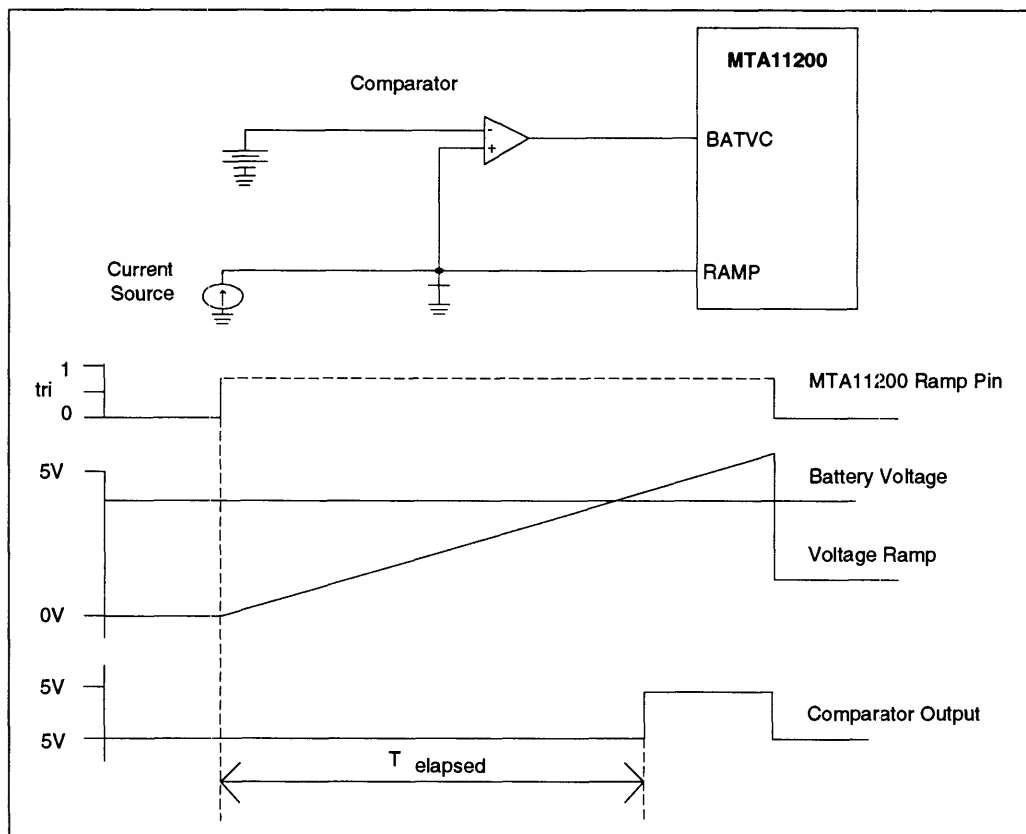 MTA11200
Comparator
-
+
BATVC
RAMP
Current
Source
1
tri
0
MTA11200 Ramp Pin
5V
Battery Voltage
Voltage Ramp
0V
5V
Comparator Output
5V
T elapsed